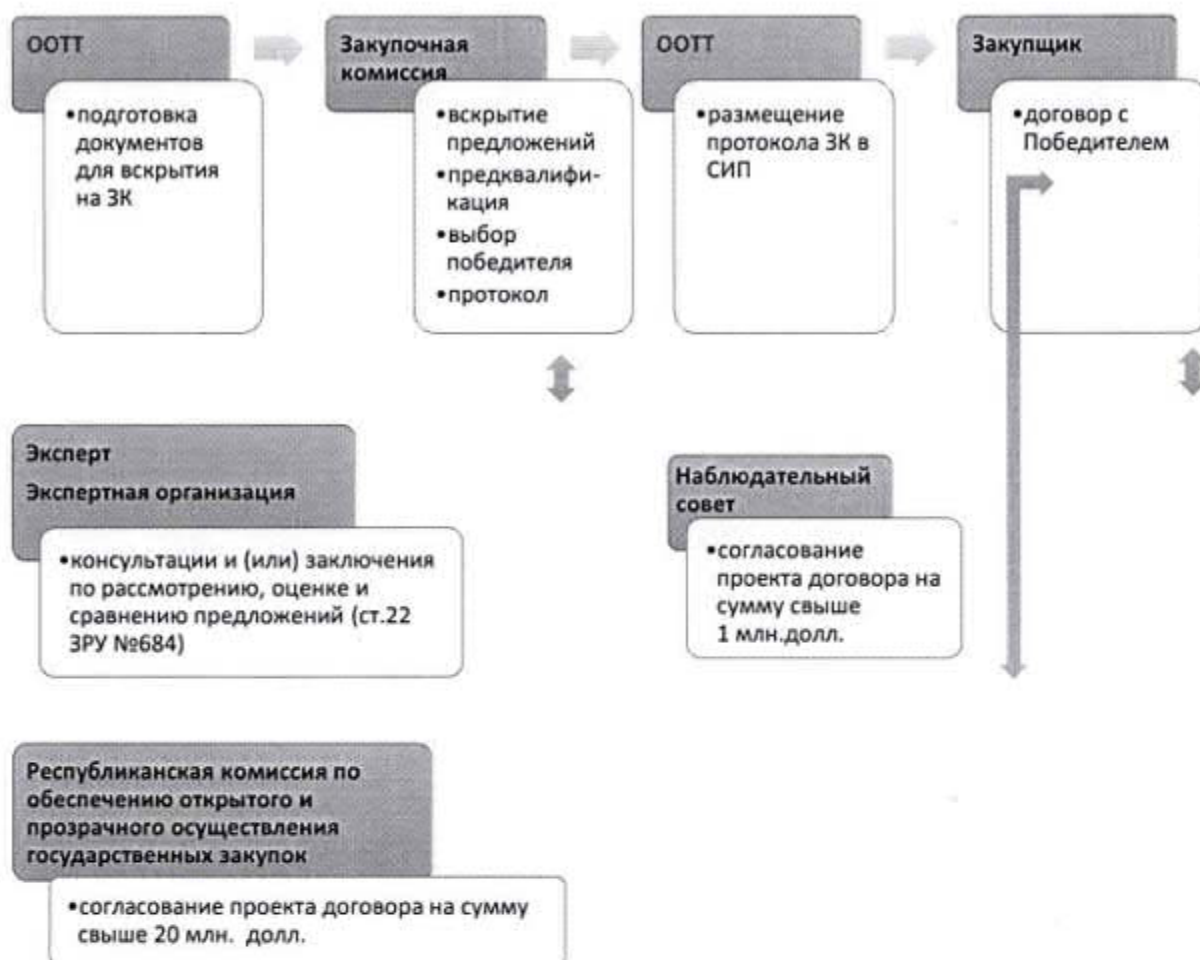 ООТТ
•подготовка
документов
для вскрытия
на ЗК
Закупочная
комиссия
•вскрытие
предложений
•предквалифи-
кация
•выбор
победителя
•протокол
ООТТ
•размещение
протокола ЗК в
СИП
Закупщик
•договор с
Победителем
Эксперт
Экспертная организация
•консультации и (или) заключения
по рассмотрению, оценке и
сравнению предложений (ст.22
ЗРУ №684)
Наблюдательный
совет
•согласование
проекта договора на
сумму свыше
1 млн.долл.
Республиканская комиссия по
обеспечению открытого и
прозрачного осуществления
государственных закупок
•согласование проекта договора на сумму
свыше 20 млн. долл.